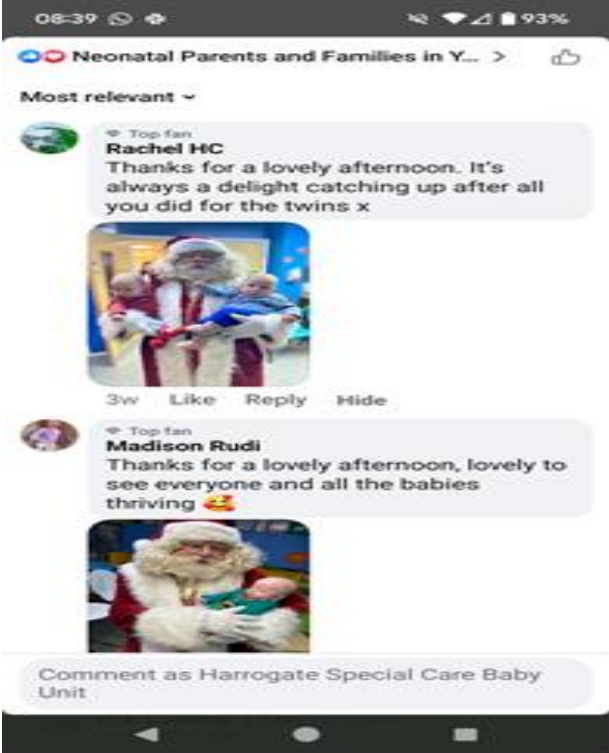 08:39
93%
Neonatal Parents and Families in Y... >
Most relevant
Top fan
Rachel HC
Thanks for a lovely afternoon. It's
always a delight catching up after all
you did for the twins x
3w Like Reply Hide
Top fan
Madison Rudi
Thanks for a lovely afternoon, lovely to
see everyone and all the babies
thriving 🥰
Comment as Harrogate Special Care Baby
Unit